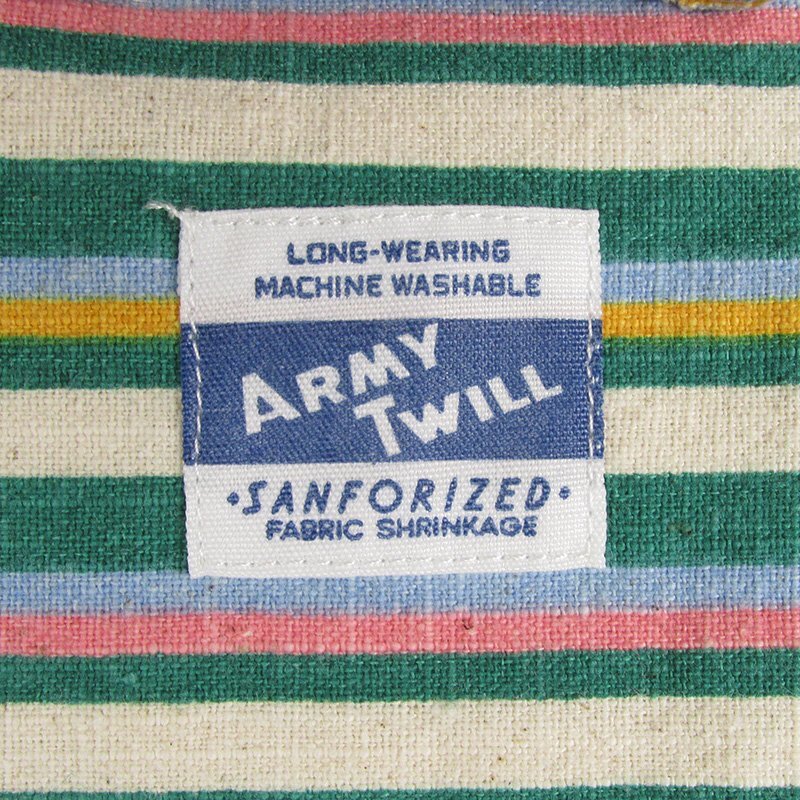 LONG-WEARING
MACHINE WASHABLE
ARMY
TWILL
•SANFORIZED•
FABRIC SHRINKAGE